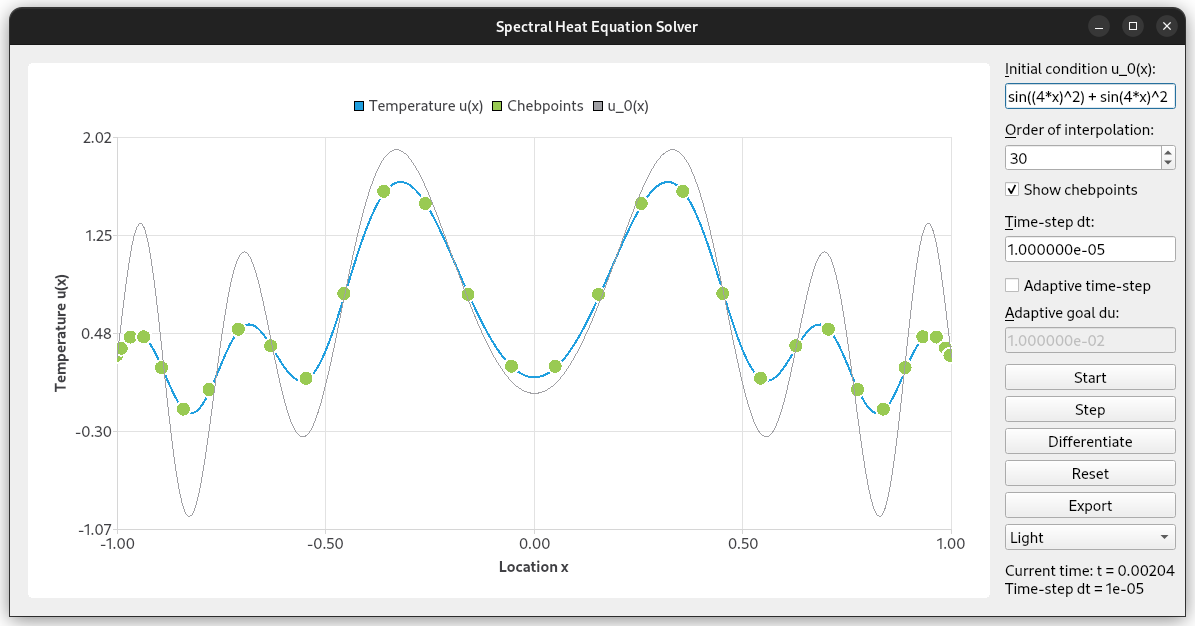 Spectral Heat Equation Solver
Temperature u(x) Chebpoints u_0(x)
2.02
1.25
0.48
-0.30
-1.07
Temperature u(x)
-1.00 -0.50 0.00 0.50 1.00
Location x
Initial condition u_0(x):
sin((4*x)^2) + sin(4*x)^2
Order of interpolation:
30
Show chebpoints
Time-step dt:
1.000000e-05
Adaptive time-step
Adaptive goal du:
1.000000e-02
Start
Step
Differentiate
Reset
Export
Light
Current time: t = 0.00204
Time-step dt = 1e-05